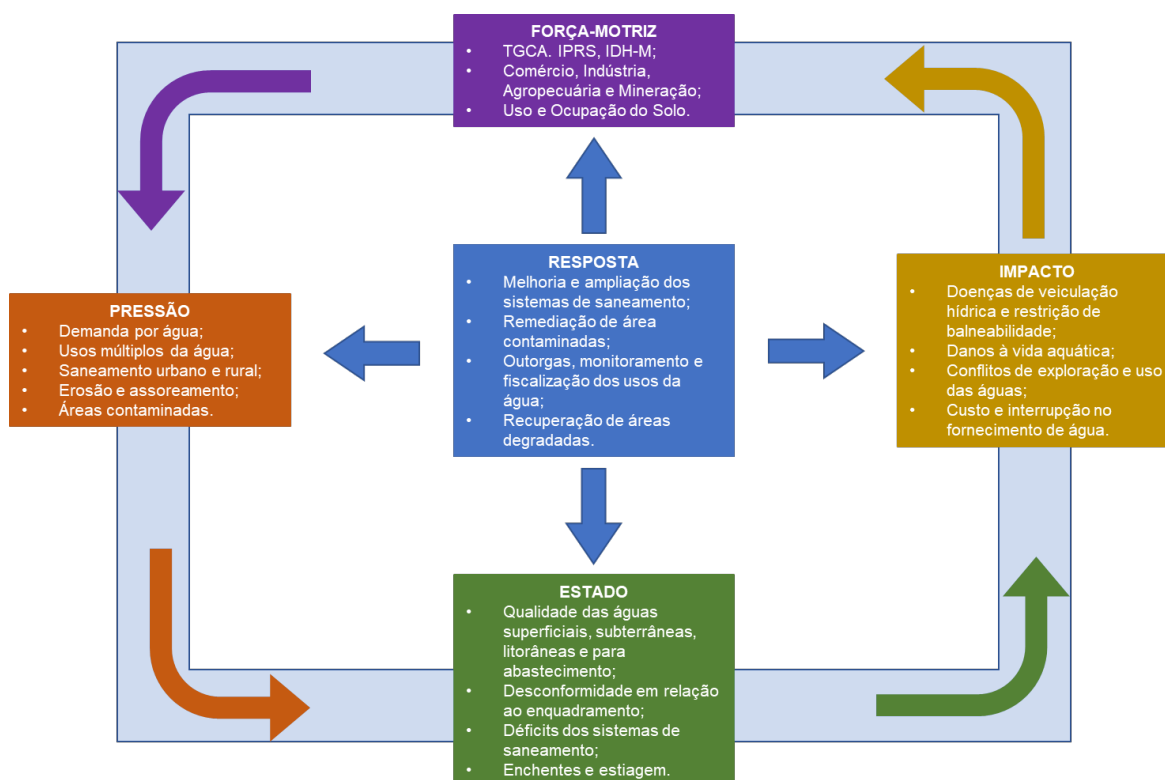 FORÇA-MOTRIZ
• TGCA. IPRS, IDH-M;
• Comércio, Indústria,
Agropecuária e Mineração;
• Uso e Ocupação do Solo.
RESPOSTA
• Melhoria e ampliação dos
sistemas de saneamento;
• Remediação de área
contaminadas;
• Outorgas, monitoramento e
fiscalização dos usos da
água;
• Recuperação de áreas
degradadas.
IMPACTO
• Doenças de veiculação
hídrica e restrição de
balneabilidade;
• Danos à vida aquática;
• Conflitos de exploração e uso
das águas;
• Custo e interrupção no
fornecimento de água.
PRESSÃO
• Demanda por água;
• Usos múltiplos da água;
• Saneamento urbano e rural;
• Erosão e assoreamento;
• Áreas contaminadas.
ESTADO
• Qualidade das águas
superficiais, subterrâneas,
litorâneas e para
abastecimento;
• Desconformidade em relação
ao enquadramento;
• Déficits dos sistemas de
saneamento;
• Enchentes e estiagem.